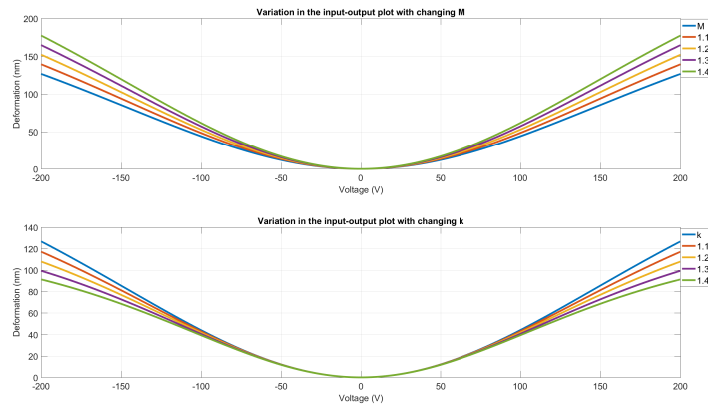 Variation in the input-output plot with changing M
Deformation (nm)
200
150
100
50
0
-200 -150 -100 -50 0 50 100 150 200
Voltage (V)
M
1.1
1.2
1.3
1.4
Variation in the input-output plot with changing k
Deformation (nm)
140
120
100
80
60
40
20
0
-200 -150 -100 -50 0 50 100 150 200
Voltage (V)
k
1.1
1.2
1.3
1.4